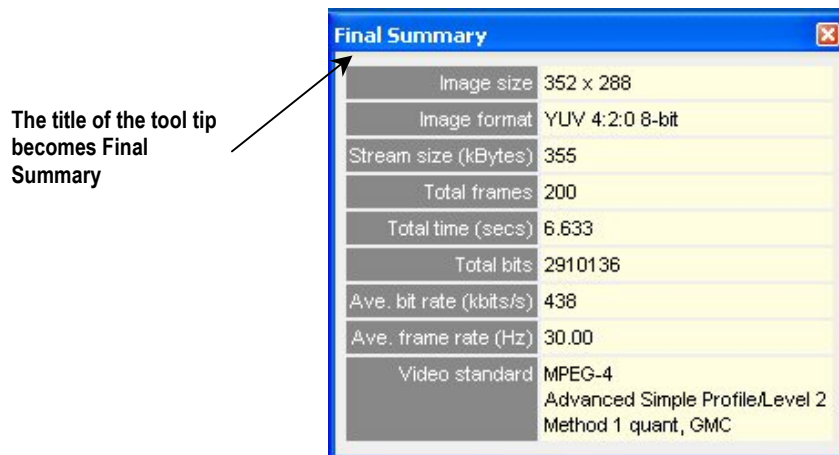 The title of the tool tip
becomes Final
Summary
Final Summary
Image size 352 x 288
Image format YUV 4:2:0 8-bit
Stream size (kBytes) 355
Total frames 200
Total time (secs) 6.633
Total bits 2910136
Ave. bit rate (kbits/s) 438
Ave. frame rate (Hz) 30.00
Video standard MPEG-4
Advanced Simple Profile/Level 2
Method 1 quant, GMC